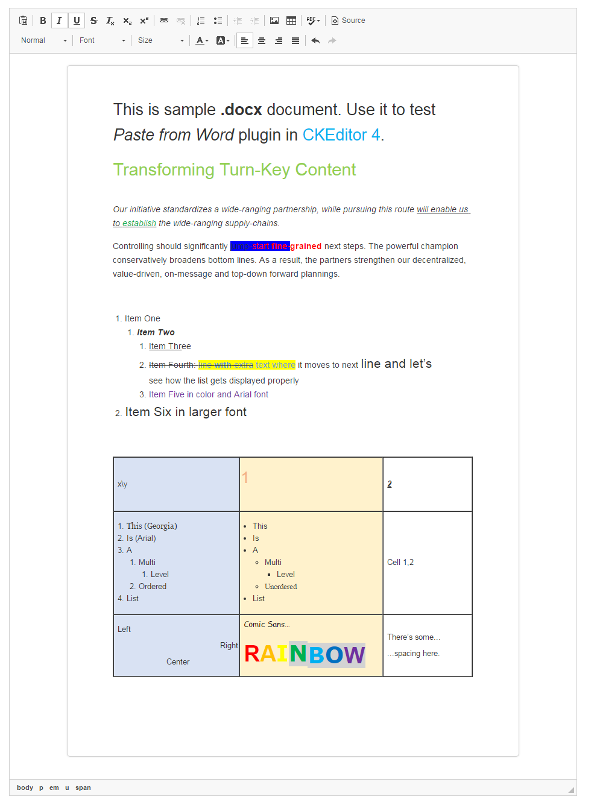 B I U S Source
Normal Font Size
This is sample .docx document. Use it to test
Paste from Word plugin in CKEditor 4.
Transforming Turn-Key Content
Our initiative standardizes a wide-ranging partnership, while pursuing this route will enable us
to establish the wide-ranging supply-chains.
Controlling should significantly start fine-grained next steps. The powerful champion
conservatively broadens bottom lines. As a result, the partners strengthen our decentralized,
value-driven, on-message and top-down forward plannings.
1. Item One
1. Item Two
1. Item Three
2. Item Fourth: line with extra text where it moves to next line and let's
see how the list gets displayed properly
3. Item Five in color and Arial font
2. Item Six in larger font
x\y 1 2
1. This (Georgia)
2. Is (Arial)
3. A
1. Multi
1. Level
2. Ordered
4. List
• This
• Is
• A
◦ Multi
▪ Level
◦ Unordered
• List
Cell 1,2
Left
Right
Center
Comic Sans...
RAINBOW
There's some...
...spacing here.
body p em u span